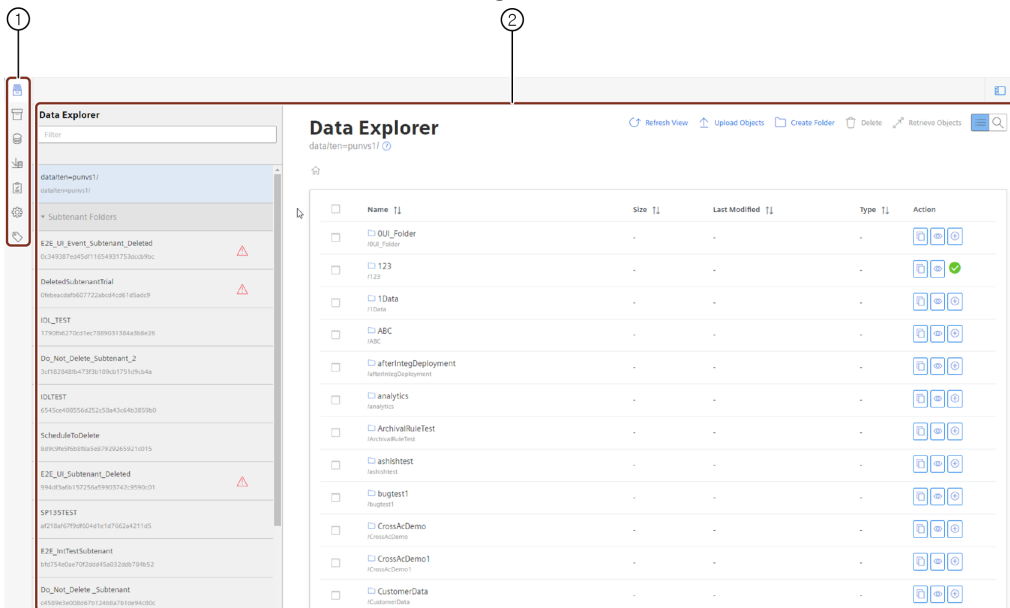 1
2
Data Explorer
Filter
data/ten=punvs1/
data/ten=punvs1/
Subtenant Folders
E2E_UI_Event_Subtenant_Deleted
DeletedSubtenantTrial
IOL_TEST
Do_Not_Delete_Subtenant_2
IOLTEST
ScheduleToDelete
E2E_UI_Subtenant_Deleted
SP135TEST
E2E_IntTestSubtenant
Do_Not_Delete _Subtenant
Data Explorer
data/ten=punvs1/
Refresh View Upload Objects Create Folder Delete Retrieve Objects
Name Size Last Modified Type Action
0UI_Folder - - -
/0UI_Folder
123 - - -
/123
1Data - - -
/1Data
ABC - - -
/ABC
afterIntegDeployment - - -
/afterIntegDeployment
analytics - - -
/analytics
ArchivalRuleTest - - -
/ArchivalRuleTest
ashishtest - - -
/ashishtest
bugtest1 - - -
/bugtest1
CrossAcDemo - - -
/CrossAcDemo
CrossAcDemo1 - - -
/CrossAcDemo1
CustomerData - - -
/CustomerData